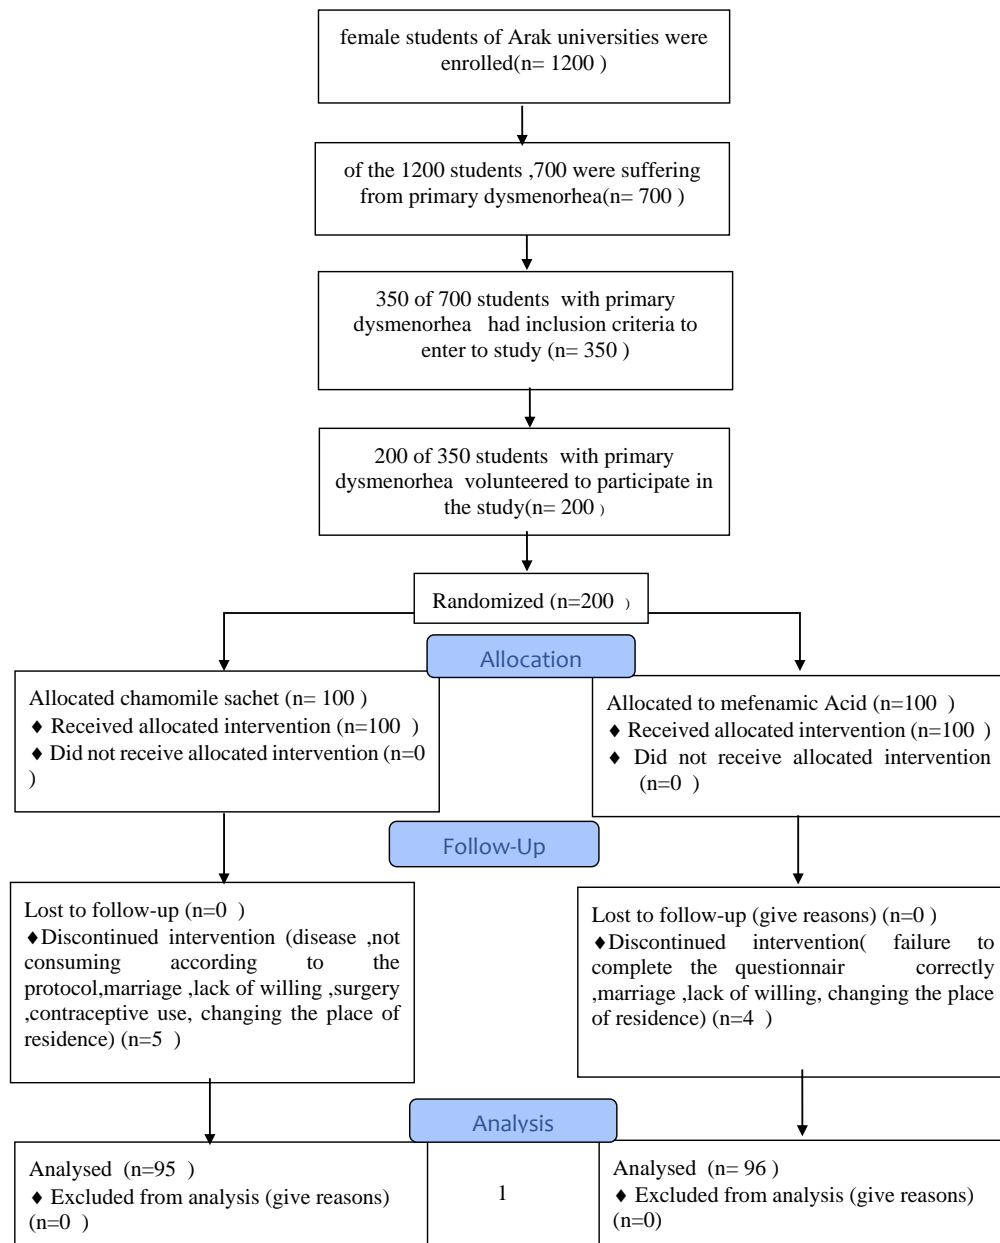 female students of Arak universities were
enrolled(n= 1200 )
of the 1200 students ,700 were suffering
from primary dysmenorhea(n= 700 )
350 of 700 students with primary
dysmenorhea had inclusion criteria to
enter to study (n= 350 )
200 of 350 students with primary
dysmenorhea volunteered to participate in
the study(n= 200 )
Randomized (n=200 )
Allocation
Allocated chamomile sachet (n= 100 )
♦ Received allocated intervention (n=100 )
♦ Did not receive allocated intervention (n=0
)
Allocated to mefenamic Acid (n=100 )
♦ Received allocated intervention (n=100 )
♦ Did not receive allocated intervention
(n=0 )
Follow-Up
Lost to follow-up (n=0 )
♦Discontinued intervention (disease ,not
consuming according to the
protocol,marriage ,lack of willing ,surgery
,contraceptive use, changing the place of
residence) (n=5 )
Lost to follow-up (give reasons) (n=0 )
♦Discontinued intervention( failure to
complete the questionnair correctly
,marriage ,lack of willing, changing the place
of residence) (n=4 )
Analysis
Analysed (n=95 )
♦ Excluded from analysis (give reasons)
(n=0 )
1
Analysed (n= 96 )
♦ Excluded from analysis (give reasons)
(n=0)